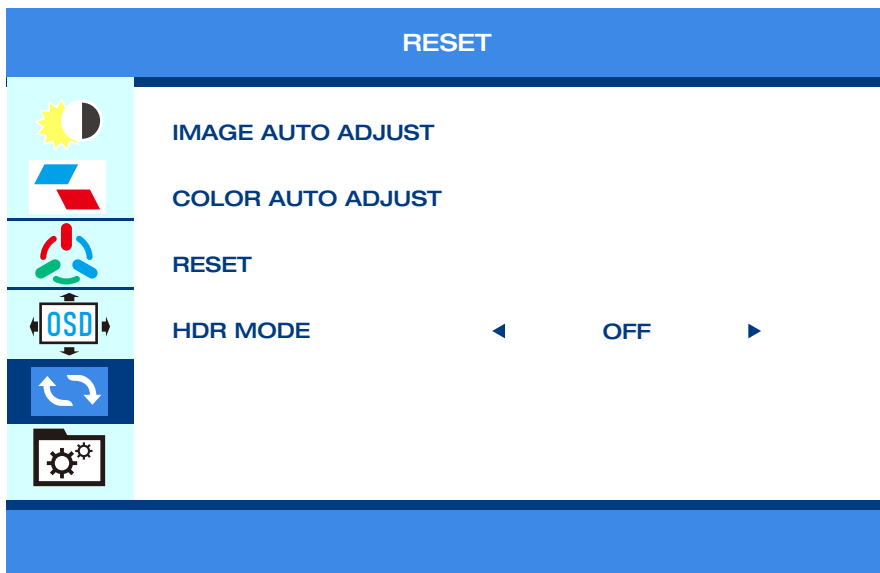 RESET
IMAGE AUTO ADJUST
COLOR AUTO ADJUST
RESET
HDR MODE OFF
OSD